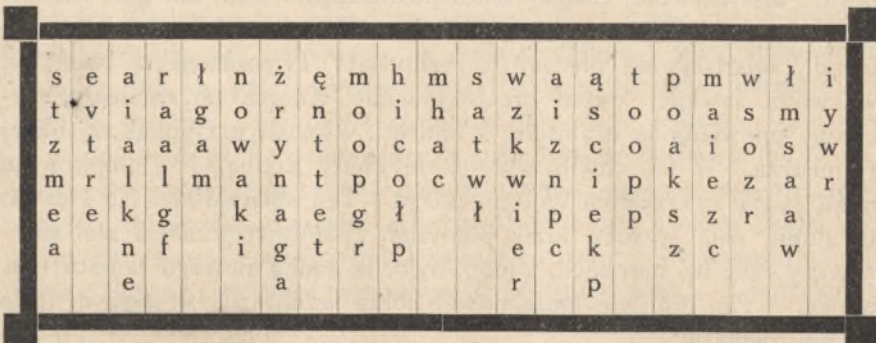 s e a r ł n ż ę m h m s w a ą t p m w ł i
t v i a g o r n o i h a z i s o o a s m y
z t a a a w y t o c a t k z c o a i o s w
m r l l m a n t p o c w w n i p k e z a r
e e k g k a e g ł ł i p e p s z r a
a n f i g t r p e c k z c w
e a r p